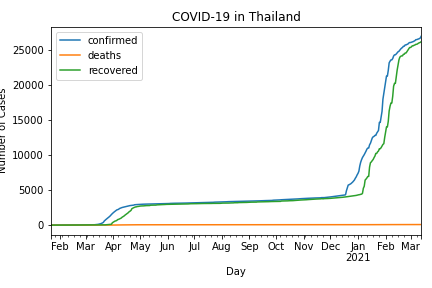 COVID-19 in Thailand
confirmed
deaths
recovered
25000
20000
15000
10000
5000
0
Number of Cases
Feb Mar Apr May Jun Jul Aug Sep Oct Nov Dec Jan Feb Mar
2021
Day